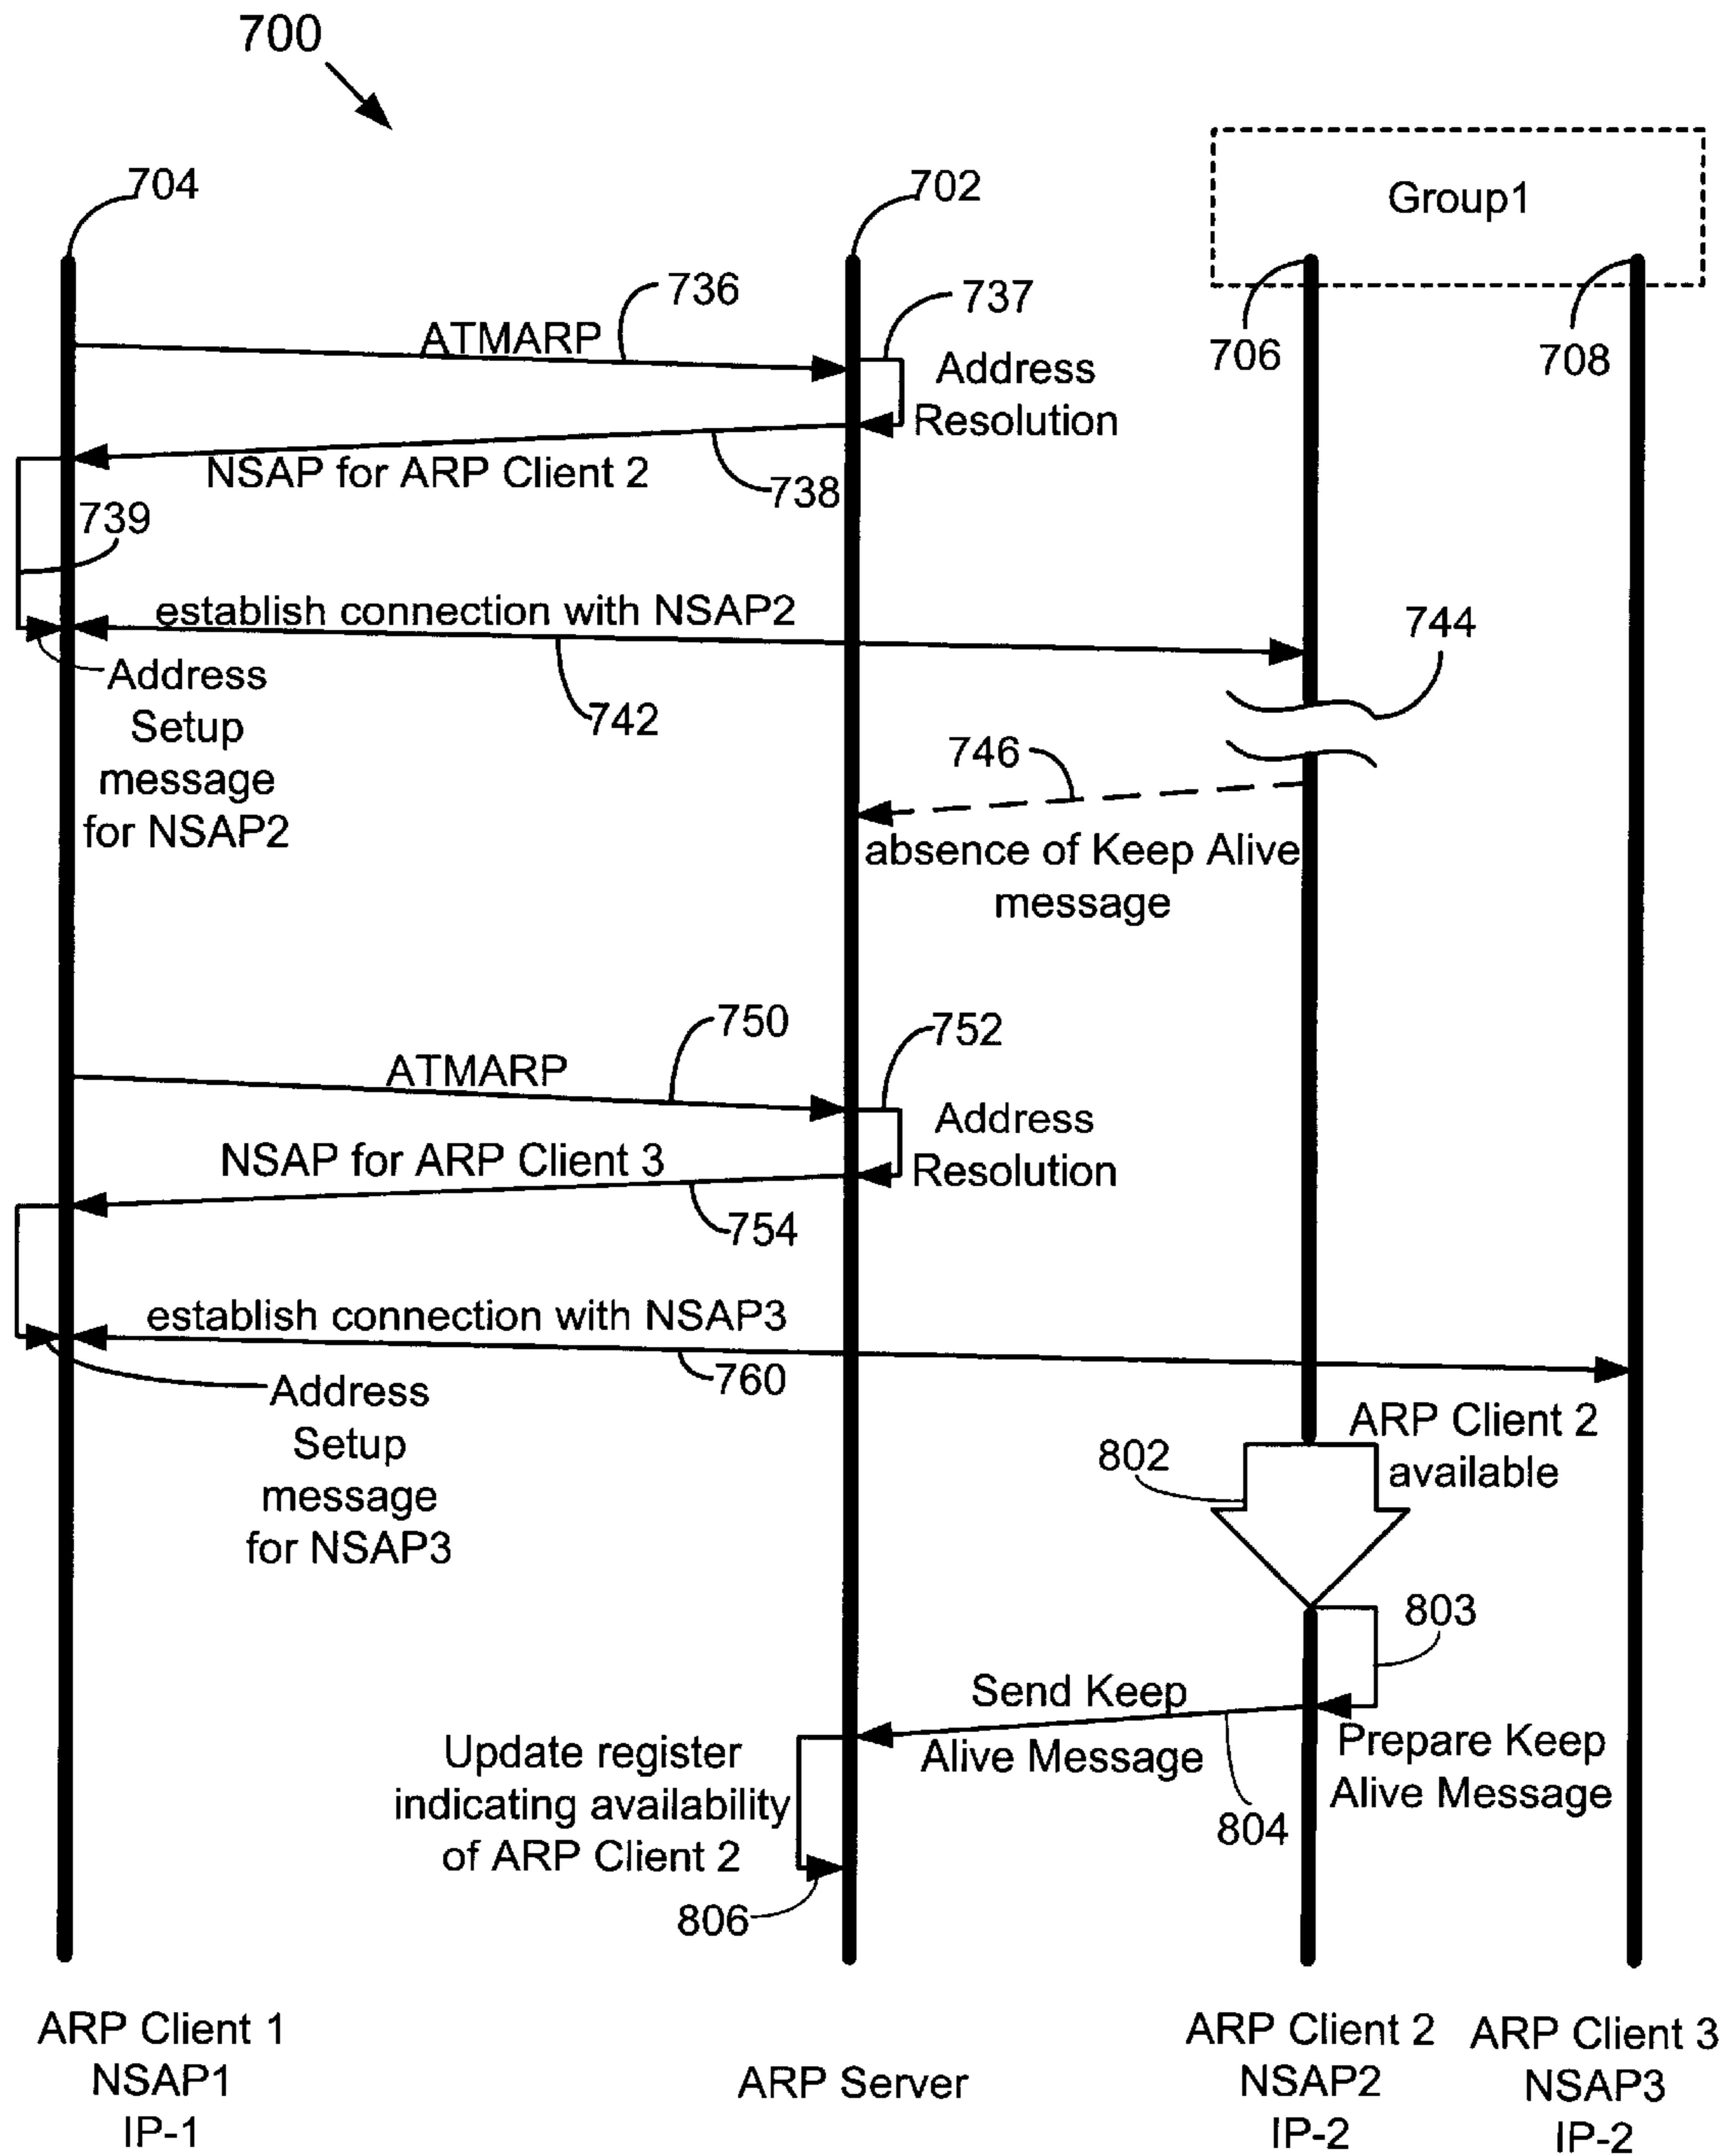 700
704
702
Group1
736
737
706
708
ATMARP
Address
Resolution
NSAP for ARP Client 2
738
739
establish connection with NSAP2
744
Address
Setup
message
for NSAP2
742
746
absence of Keep Alive
message
750
752
ATMARP
Address
Resolution
NSAP for ARP Client 3
754
establish connection with NSAP3
760
Address
Setup
message
for NSAP3
ARP Client 2
available
802
803
Send Keep
Alive Message
Prepare Keep
Alive Message
804
Update register
indicating availability
of ARP Client 2
806
ARP Client 1
NSAP1
IP-1
ARP Server
ARP Client 2
NSAP2
IP-2
ARP Client 3
NSAP3
IP-2